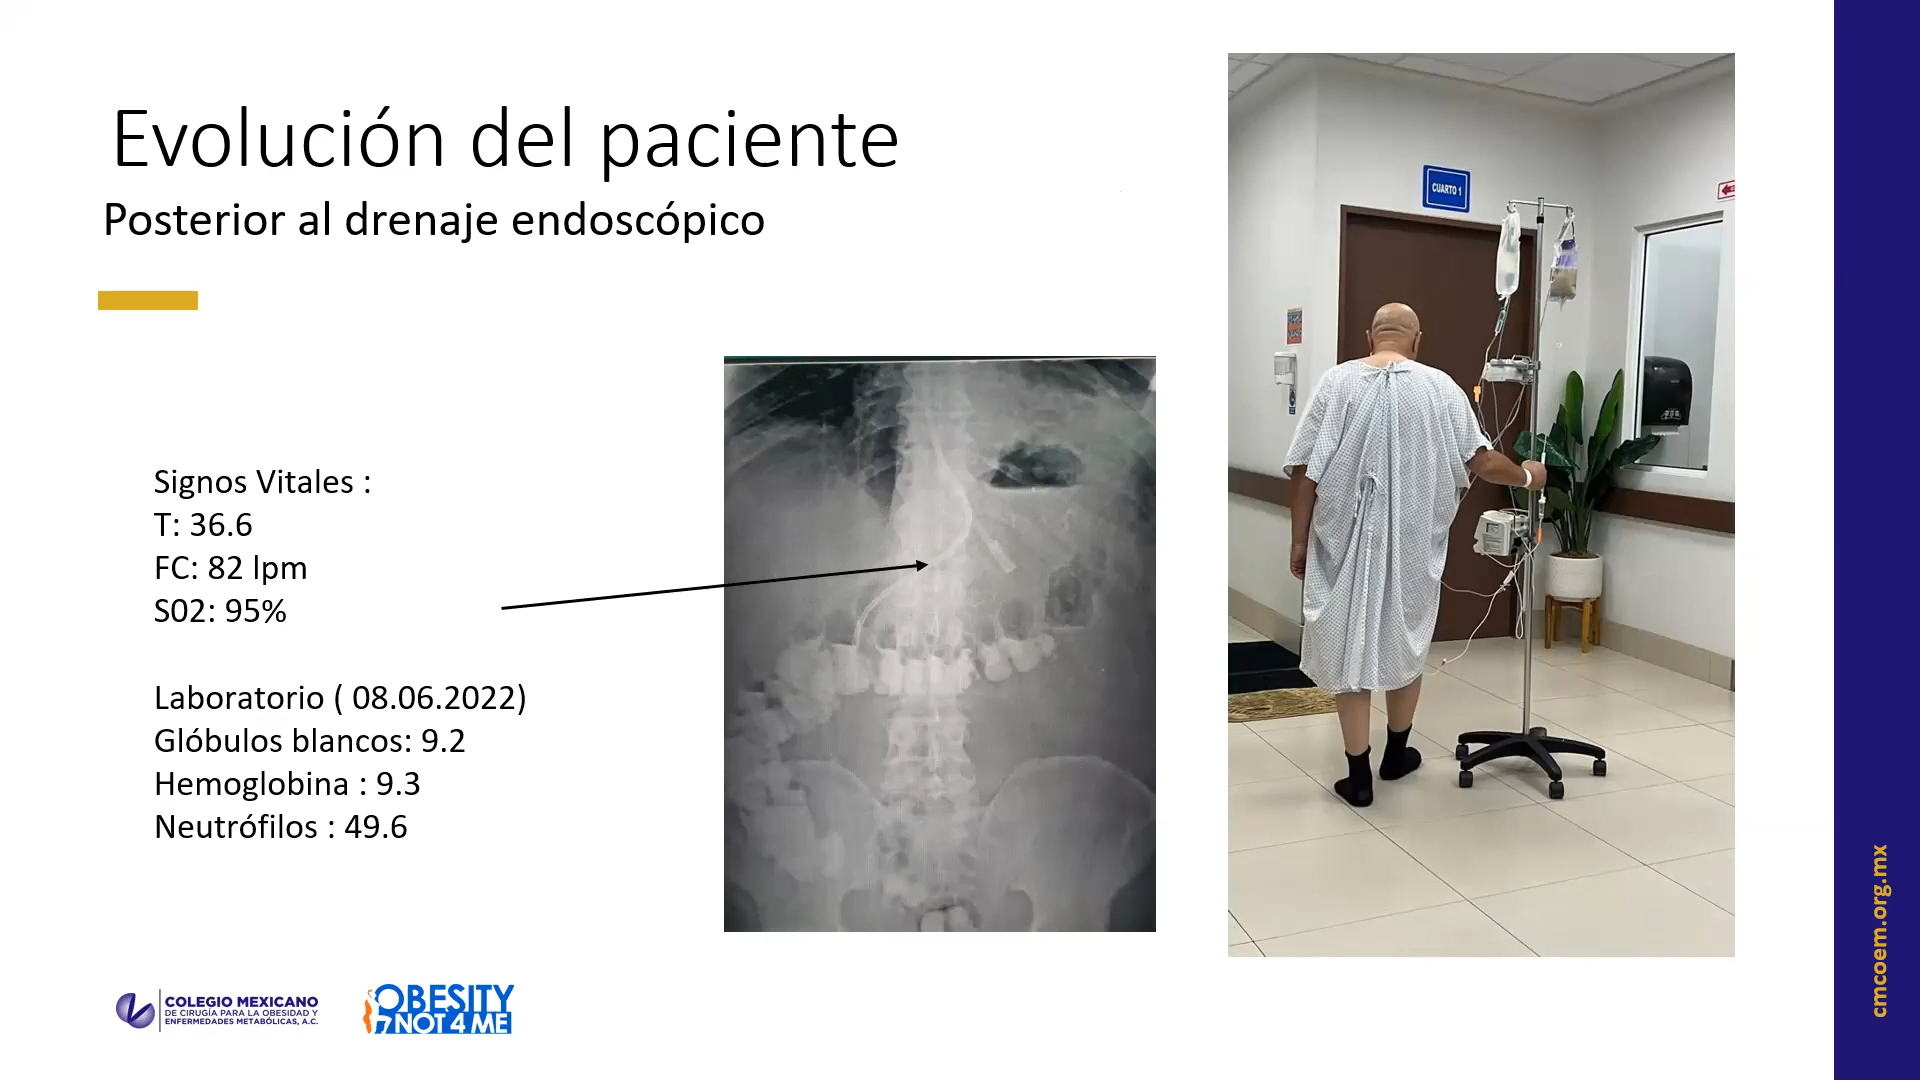 Evolución del paciente
Posterior al drenaje endoscópico
CUARTO 1
Signos Vitales :
T: 36.6
FC: 82 lpm
S02: 95%
Laboratorio ( 08.06.2022)
Glóbulos blancos: 9.2
Hemoglobina : 9.3
Neutrófilos : 49.6
COLEGIO MEXICANO
DE CIRUGÍA PARA LA OBESIDAD Y
ENFERMEDADES METABÓLICAS, A.C.
OBESITY
NOT 4 ME
cmcoem.org.mx